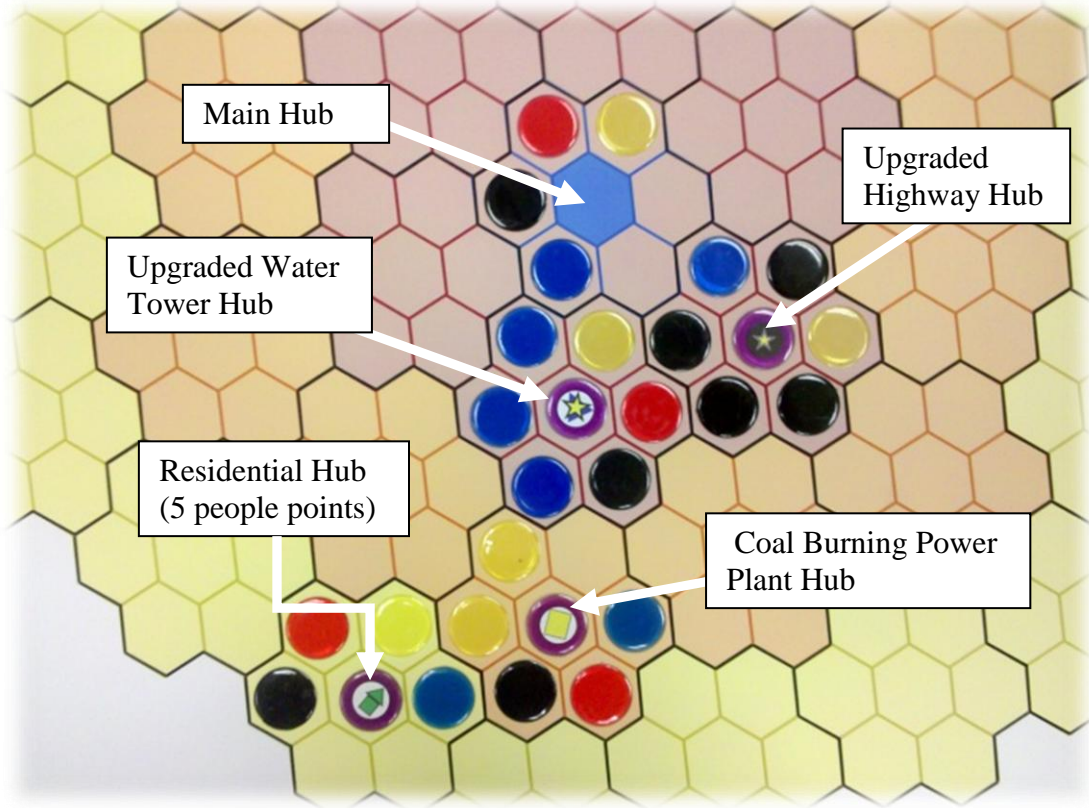 Main Hub
Upgraded
Highway Hub
Upgraded Water
Tower Hub
Residential Hub
(5 people points)
Coal Burning Power
Plant Hub